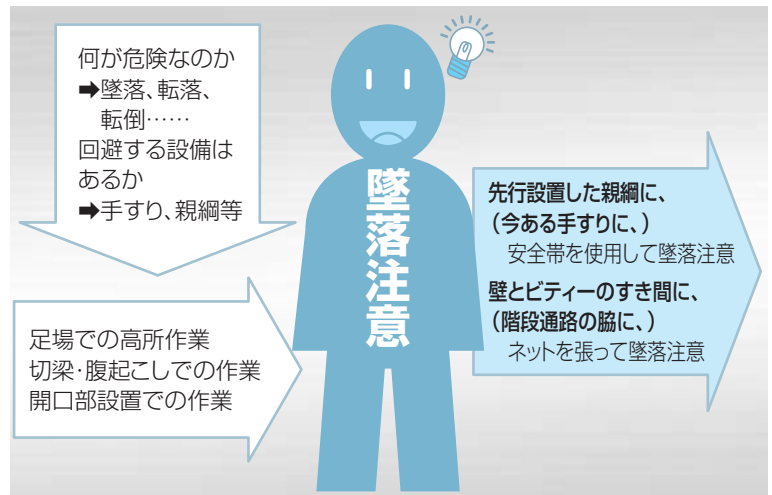 何が危険なのか
➡墜落、転落、
転倒……
回避する設備は
あるか
➡手すり、親綱等
足場での高所作業
切梁･腹起こしでの作業
開口部設置での作業
墜落注意
先行設置した親綱に、
（今ある手すりに、）
安全帯を使用して墜落注意
壁とビティーのすき間に、
（階段通路の脇に、）
ネットを張って墜落注意